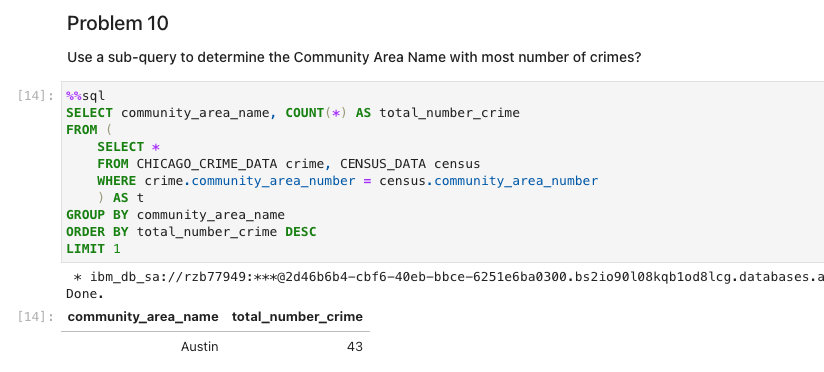 Problem 10
Use a sub-query to determine the Community Area Name with most number of crimes?
[14]: %%sql
SELECT community_area_name, COUNT(*) AS total_number_crime
FROM (
    SELECT *
    FROM CHICAGO_CRIME_DATA crime, CENSUS_DATA census
    WHERE crime.community_area_number = census.community_area_number
    ) AS t
GROUP BY community_area_name
ORDER BY total_number_crime DESC
LIMIT 1
* ibm_db_sa://rzb77949:***@2d46b6b4-cbf6-40eb-bbce-6251e6ba0300.bs2io90l08kqb1od8lcg.databases.a
Done.
[14]: community_area_name total_number_crime
Austin 43